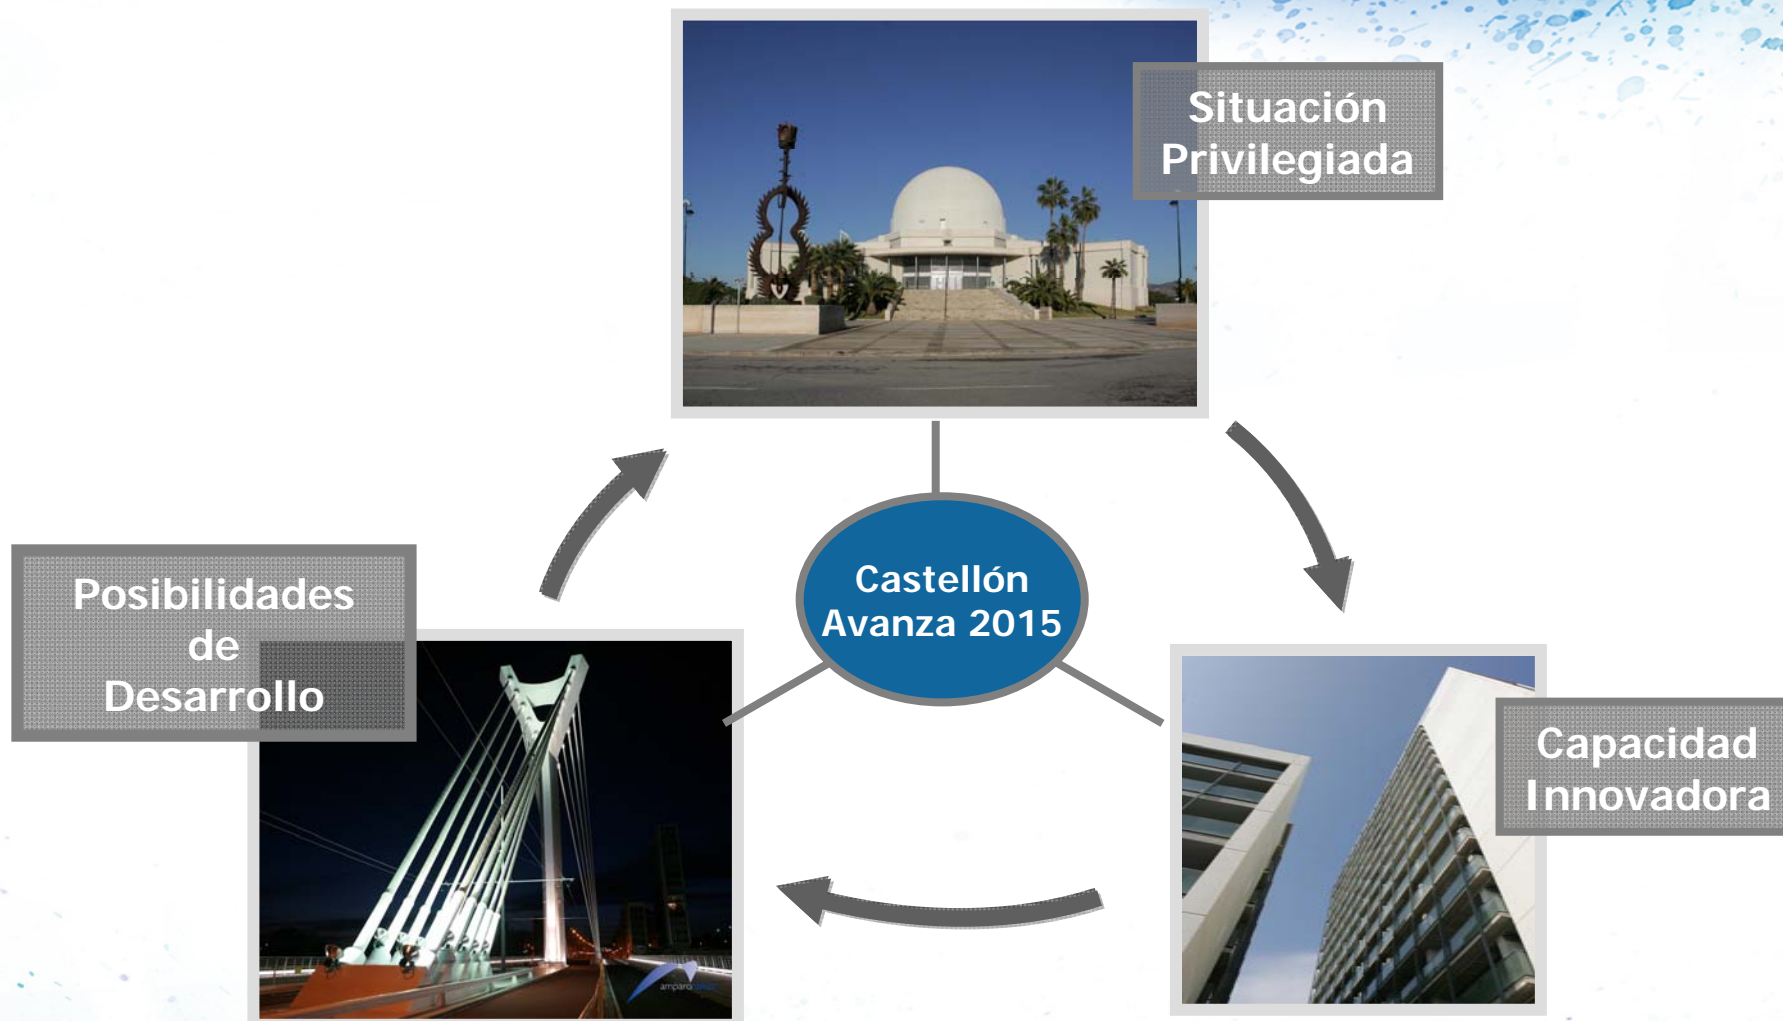 Situación
Privilegiada
Castellón
Avanza 2015
Posibilidades
de
Desarrollo
Capacidad
Innovadora